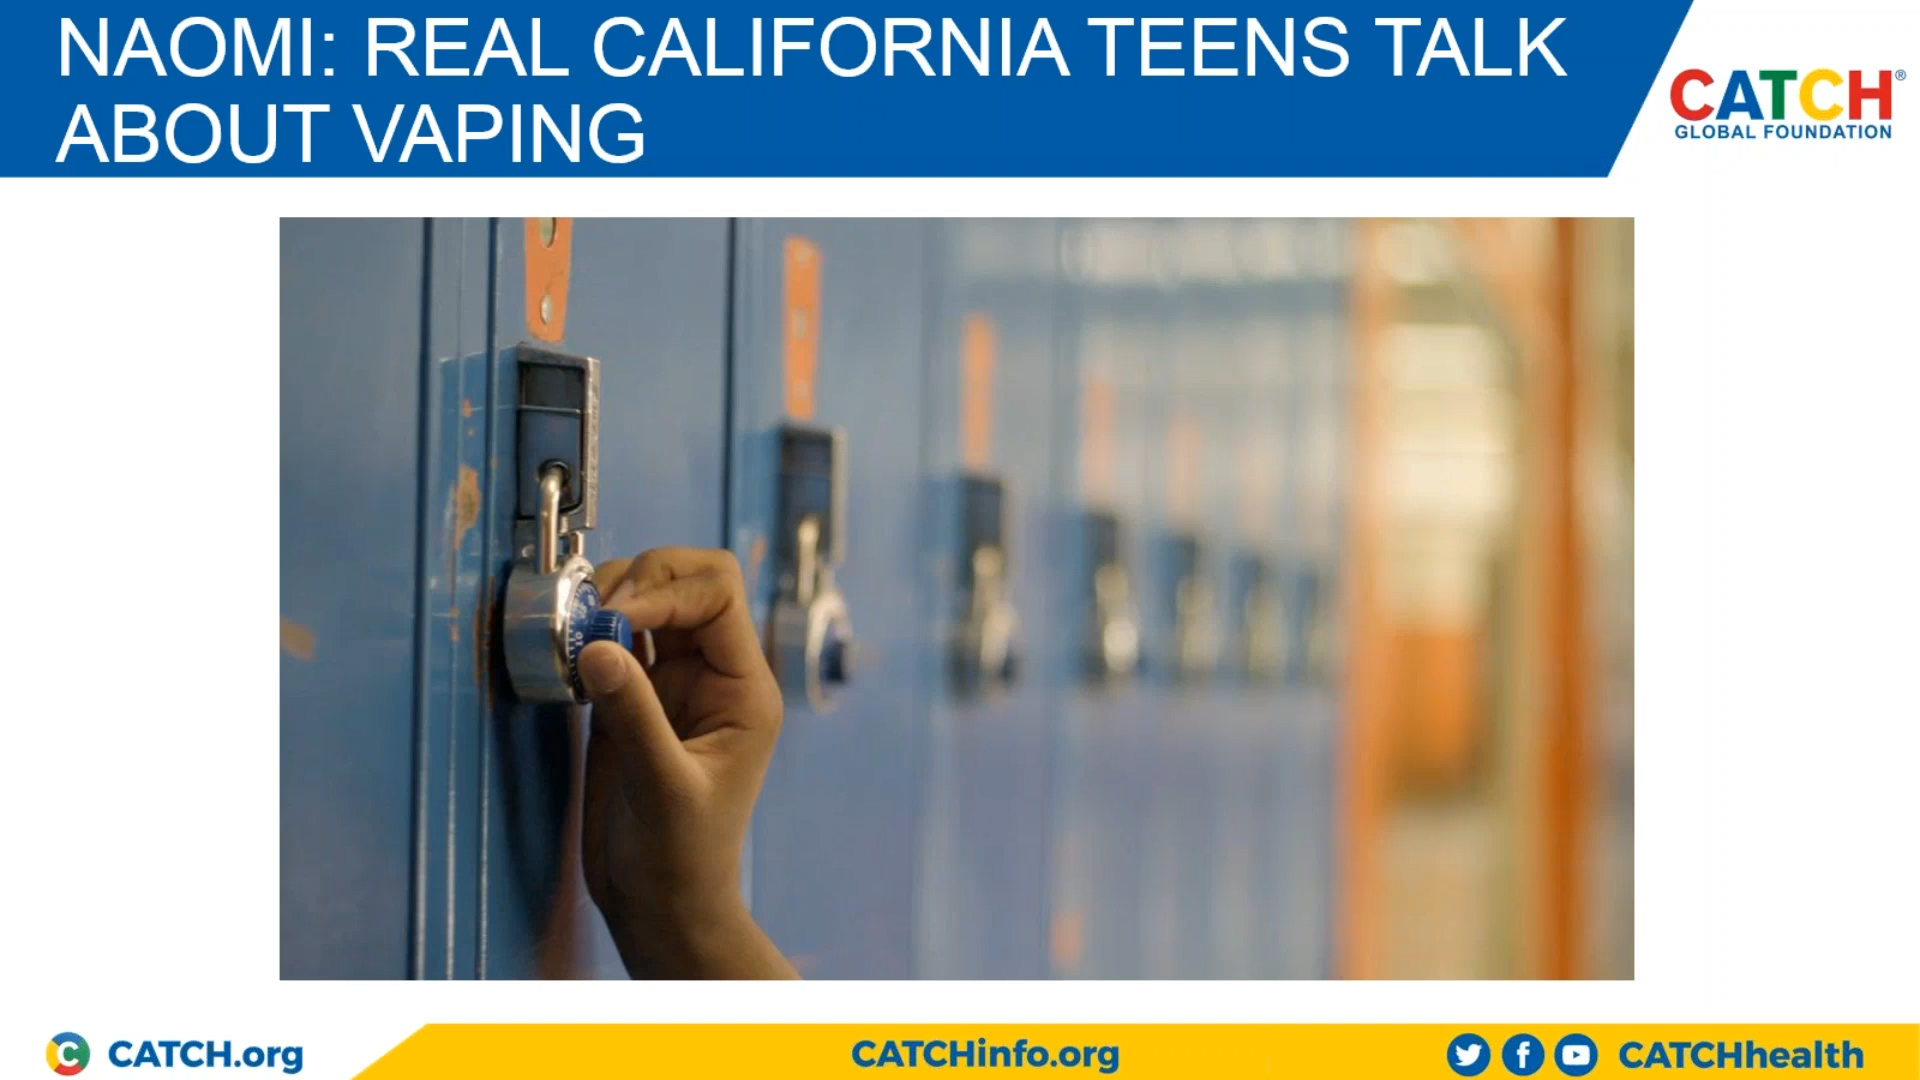 NAOMI: REAL CALIFORNIA TEENS TALK
ABOUT VAPING
CATCH®
GLOBAL FOUNDATION
CATCH.org
CATCHinfo.org
CATCHhealth